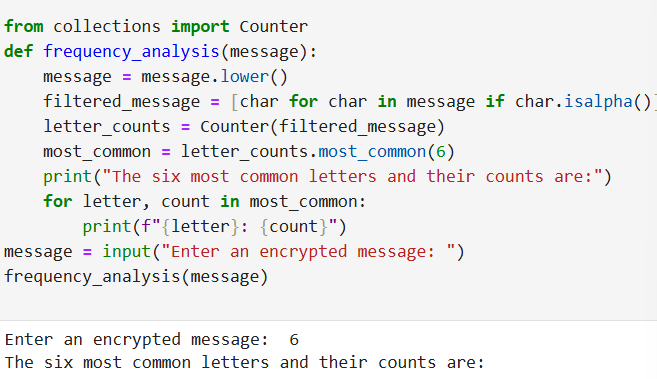 from collections import Counter
def frequency_analysis(message):
    message = message.lower()
    filtered_message = [char for char in message if char.isalpha()]
    letter_counts = Counter(filtered_message)
    most_common = letter_counts.most_common(6)
    print("The six most common letters and their counts are:")
    for letter, count in most_common:
        print(f"{letter}: {count}")
message = input("Enter an encrypted message: ")
frequency_analysis(message)
Enter an encrypted message:  6
The six most common letters and their counts are: